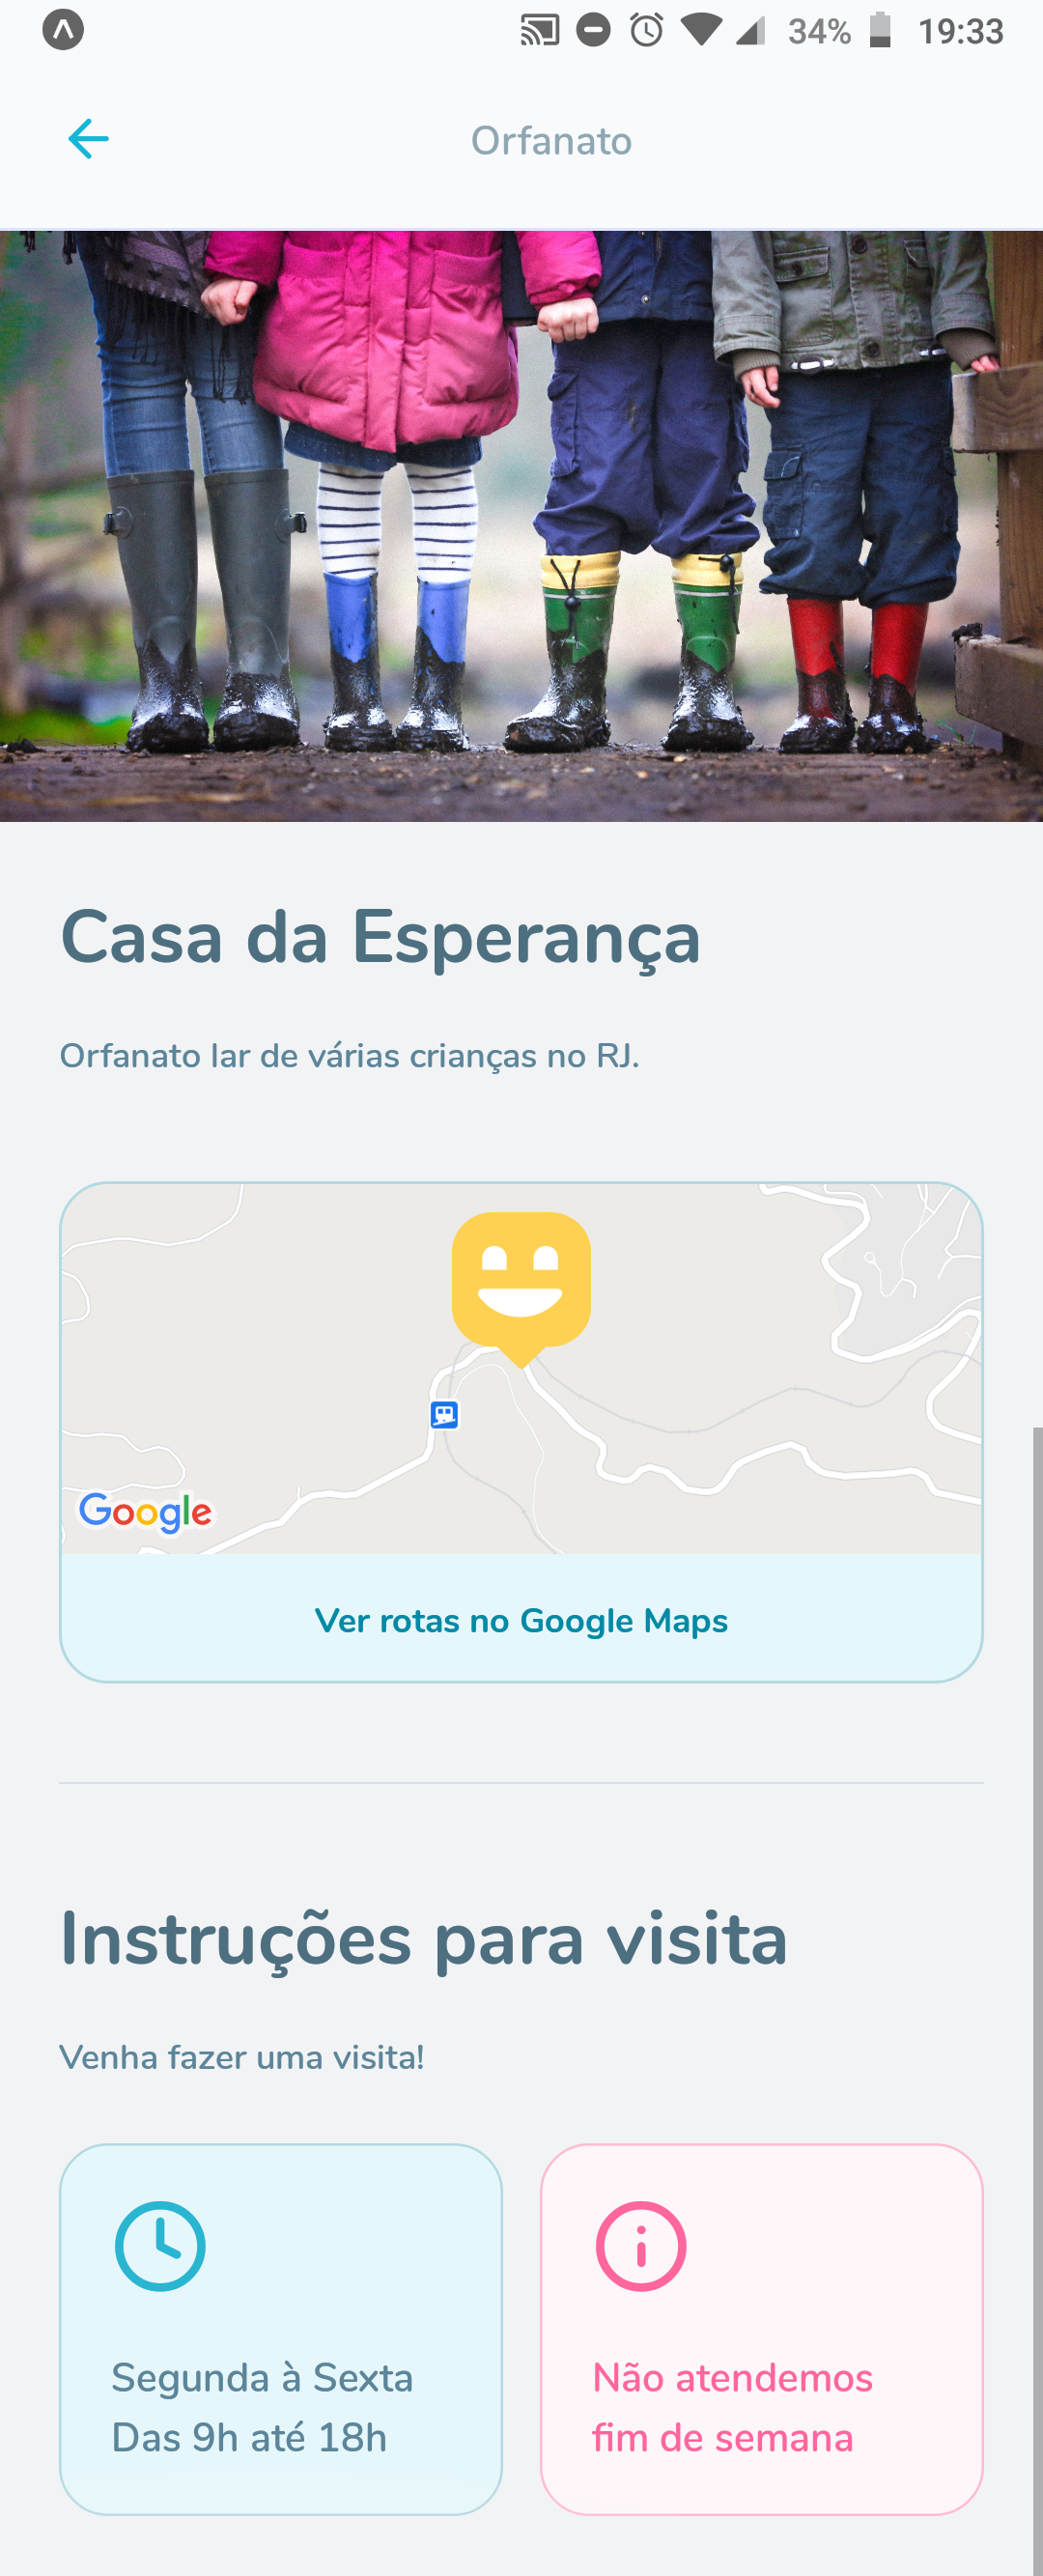 34% 19:33
Orfanato
Casa da Esperança
Orfanato lar de várias crianças no RJ.
Google
Ver rotas no Google Maps
Instruções para visita
Venha fazer uma visita!
Segunda à Sexta
Das 9h até 18h
Não atendemos
fim de semana